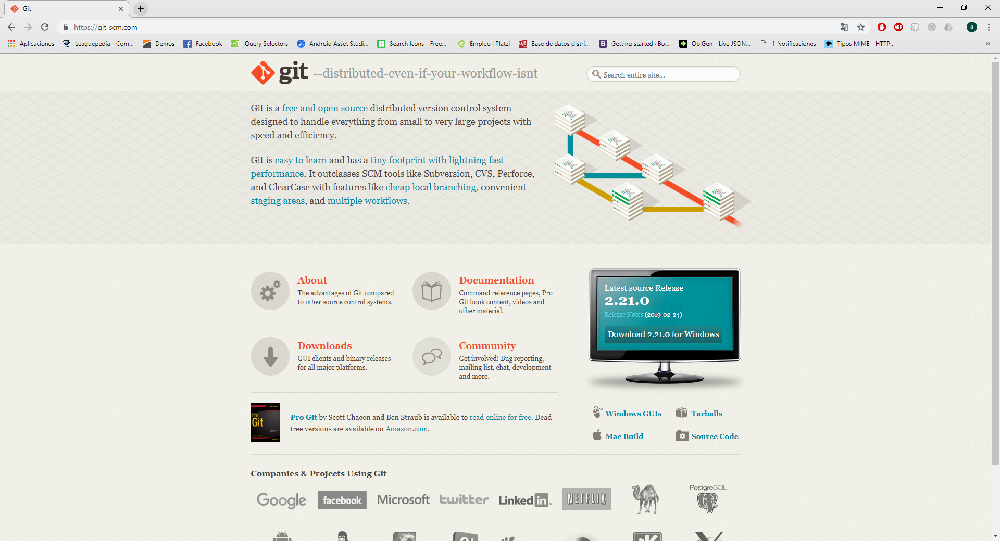 Git
https://git-scm.com
ABP
a
Aplicaciones
Leaguepedia - Com...
Demos
Facebook
jQuery Selectors
Android Asset Studi...
Search Icons - Free...
Empleo | Platzi
Base de datos distri...
Getting started · Bo...
ObjGen - Live JSON...
1 Notificaciones
Tipos MIME - HTTP...
»
git --distributed-even-if-your-workflow-isnt
Search entire site...
Git is a free and open source distributed version control system
designed to handle everything from small to very large projects with
speed and efficiency.
Git is easy to learn and has a tiny footprint with lightning fast
performance. It outclasses SCM tools like Subversion, CVS, Perforce,
and ClearCase with features like cheap local branching, convenient
staging areas, and multiple workflows.
About
The advantages of Git compared
to other source control systems.
Documentation
Command reference pages, Pro
Git book content, videos and
other material.
Downloads
GUI clients and binary releases
for all major platforms.
Community
Get involved! Bug reporting,
mailing list, chat, development
and more.
Latest source Release
2.21.0
Release Notes (2019-02-24)
Download 2.21.0 for Windows
Windows GUIs
Tarballs
Mac Build
Source Code
Pro
Git
Pro Git by Scott Chacon and Ben Straub is available to read online for free. Dead
tree versions are available on Amazon.com.
Companies & Projects Using Git
Google
facebook
Microsoft
twitter
Linked in
NETFLIX
PostgreSQL